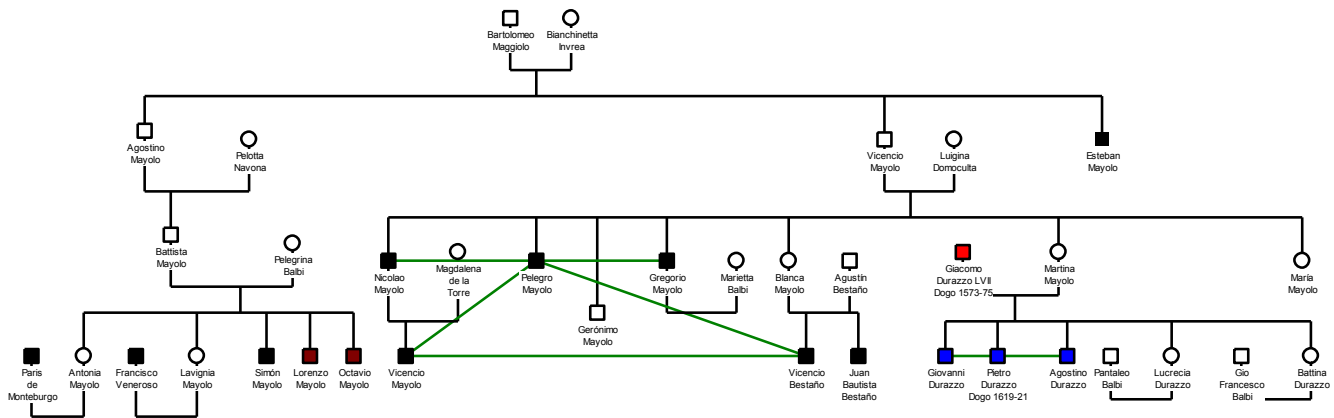 Bartolomeo
Maggiolo
Bianchinetta
Invrea
Agostino
Mayolo
Pelotta
Navona
Vicencio
Mayolo
Luigina
Domoculta
Esteban
Mayolo
Battista
Mayolo
Pelegrina
Balbi
Nicolao
Mayolo
Magdalena
de la
Torre
Pelegro
Mayolo
Gerónimo
Mayolo
Gregorio
Mayolo
Marietta
Balbi
Blanca
Mayolo
Agustín
Bestaño
Giacomo
Durazzo LVII
Dogo 1573-75
Martina
Mayolo
María
Mayolo
Paris
de
Monteburgo
Antonia
Mayolo
Francisco
Veneroso
Lavignia
Mayolo
Simón
Mayolo
Lorenzo
Mayolo
Octavio
Mayolo
Vicencio
Mayolo
Vicencio
Bestaño
Juan
Bautista
Bestaño
Giovanni
Durazzo
Pietro
Durazzo
Dogo 1619-21
Agostino
Durazzo
Pantaleo
Balbi
Lucrecia
Durazzo
Gio
Francesco
Balbi
Battina
Durazzo